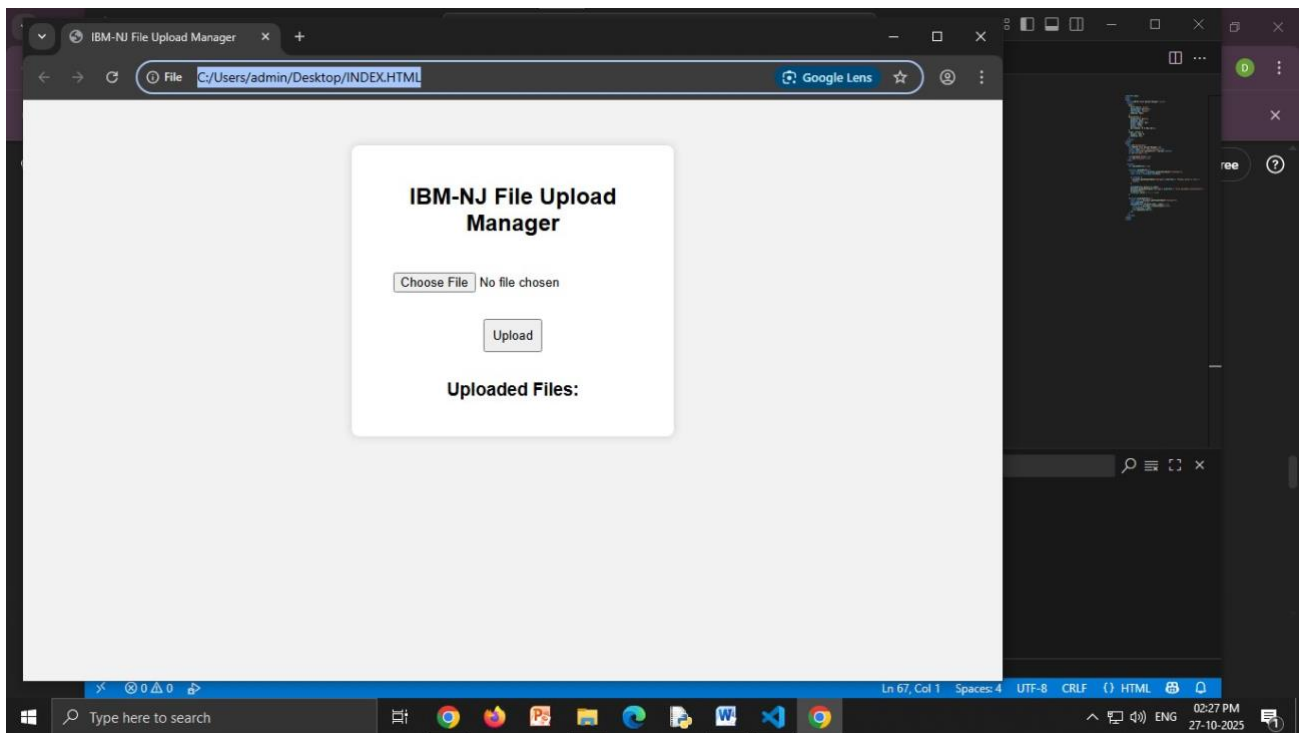 IBM-NJ File Upload Manager
File C:/Users/admin/Desktop/INDEX.HTML Google Lens
D
ree
IBM-NJ File Upload
Manager
Choose File No file chosen
Upload
Uploaded Files:
0 0 Ln 67, Col 1 Spaces: 4 UTF-8 CRLF {} HTML
Type here to search ENG 02:27 PM
27-10-2025
1